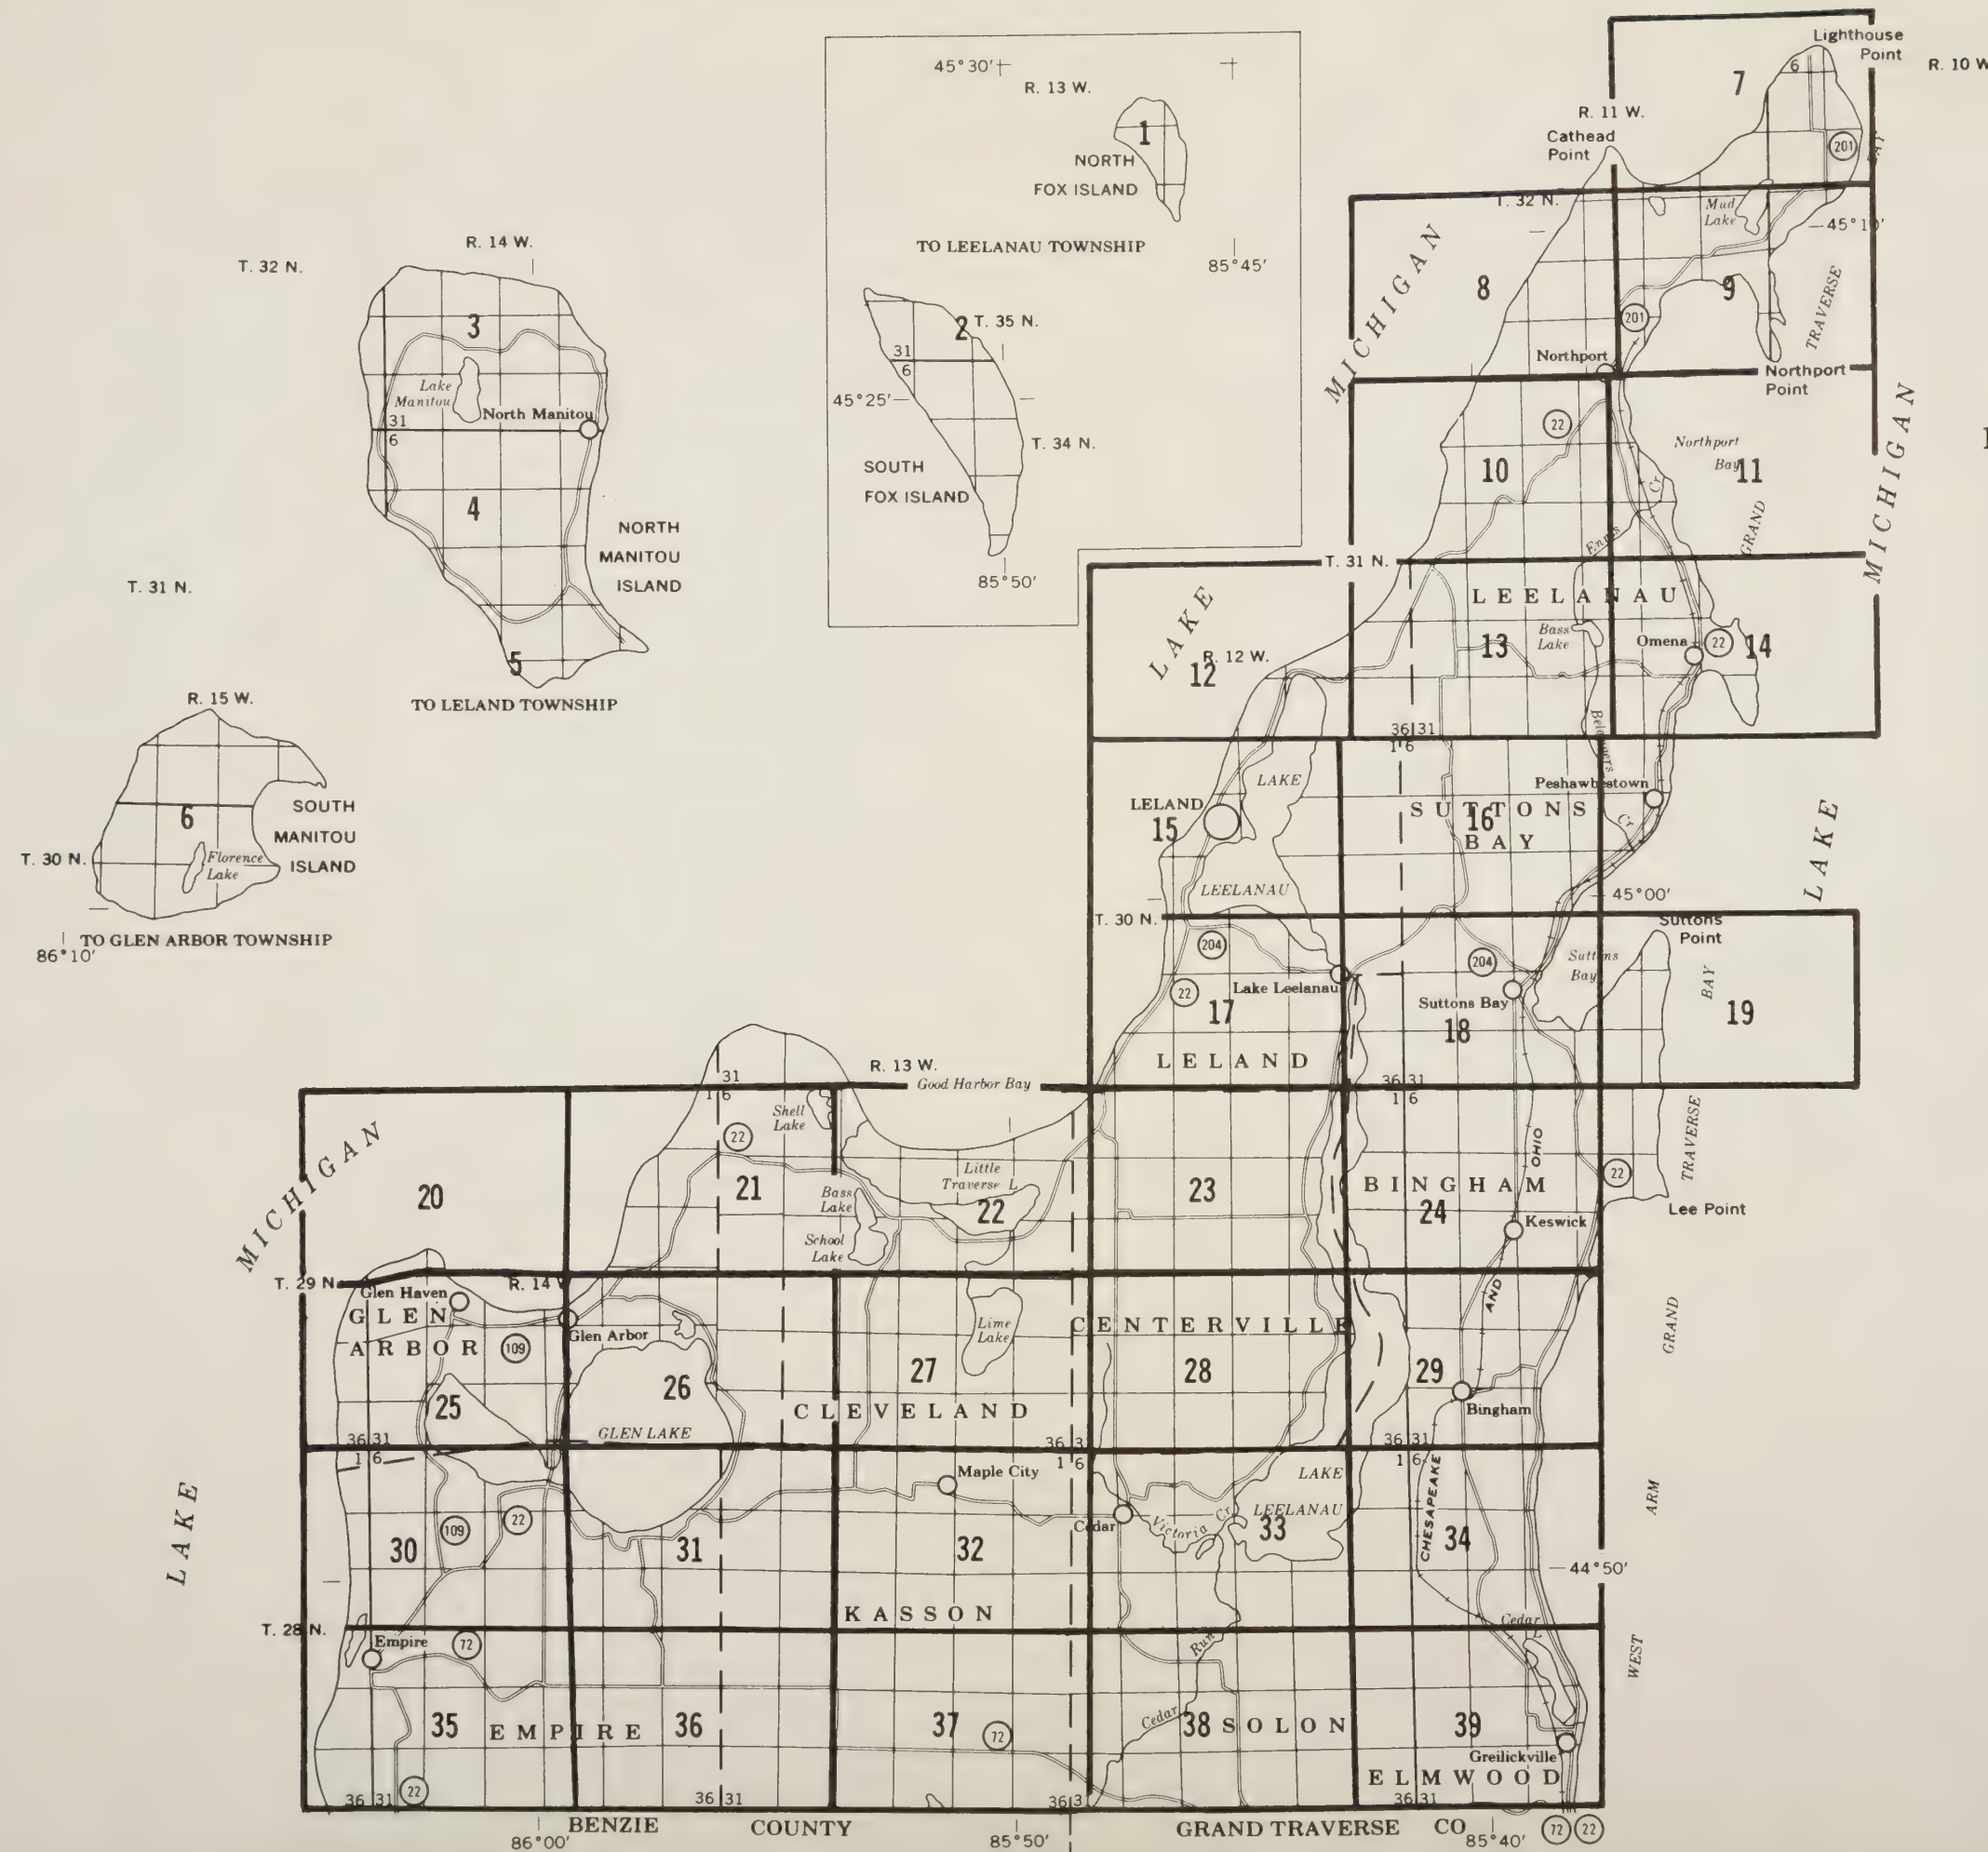 Lighthouse
Point
R. 10 W
7
6
201
BAY
R. 11 W.
Cathead
Point
45°30'
R. 13 W.
1
NORTH
FOX ISLAND
TO LEELANAU TOWNSHIP
85°45'
2
T. 35 N.
31
6
45°25'
T. 34 N.
SOUTH
FOX ISLAND
85°50'
R. 14 W.
T. 32 N.
3
Lake
Manitou
North Manitou
31
6
4
NORTH
MANITOU
ISLAND
T. 31 N.
5
TO LELAND TOWNSHIP
R. 15 W.
6
SOUTH
MANITOU
ISLAND
T. 30 N.
Florence
Lake
TO GLEN ARBOR TOWNSHIP
86°10'
T. 32 N.
Mud
Lake
45°10'
MICHIGAN
8
9
TRAVERSE
201
Northport
Northport
Point
22
Northport
Bay
10
11
Cr
Ennis
GRAND
MICHIGAN
T. 31 N.
LEELANAU
LAKE
R. 12 W.
12
13
Bass
Lake
Omena
22
14
36 31
1 6
Belangers
Cr
Peshawbestown
LAKE
LELAND
15
SUTTONS
BAY
16
LAKE
LEELANAU
45°00'
T. 30 N.
Suttons
Point
204
204
Suttons
Bay
BAY
22
Lake Leelanau
Suttons Bay
17
18
19
LELAND
R. 13 W.
Good Harbor Bay
31
1 6
36 31
1 6
Shell
Lake
22
MICHIGAN
20
21
Little
Traverse L
Bass
Lake
22
School
Lake
23
BINGHAM
24
OHIO
22
TRAVERSE
Keswick
Lee Point
T. 29 N
R. 14
Glen Haven
GLEN
ARBOR
109
Glen Arbor
Lime
Lake
CENTERVILLE
AND
GRAND
25
26
27
28
29
CLEVELAND
Bingham
GLEN LAKE
36 31
1 6
36 3
1 6
36 31
1 6
Maple City
LAKE
LEELANAU
CHESAPEAKE
ARM
LAKE
109
22
Cedar
Victoria Cr
30
31
32
33
34
44°50'
KASSON
T. 28 N.
Empire
72
Cedar
L
Run
Cedar
WEST
35
EMPIRE
36
37
72
38
SOLON
39
Greilickville
ELMWOOD
22
36 31
36 31
36 3
36 31
BENZIE
COUNTY
GRAND TRAVERSE
CO
72
22
86°00'
85°50'
85°40'